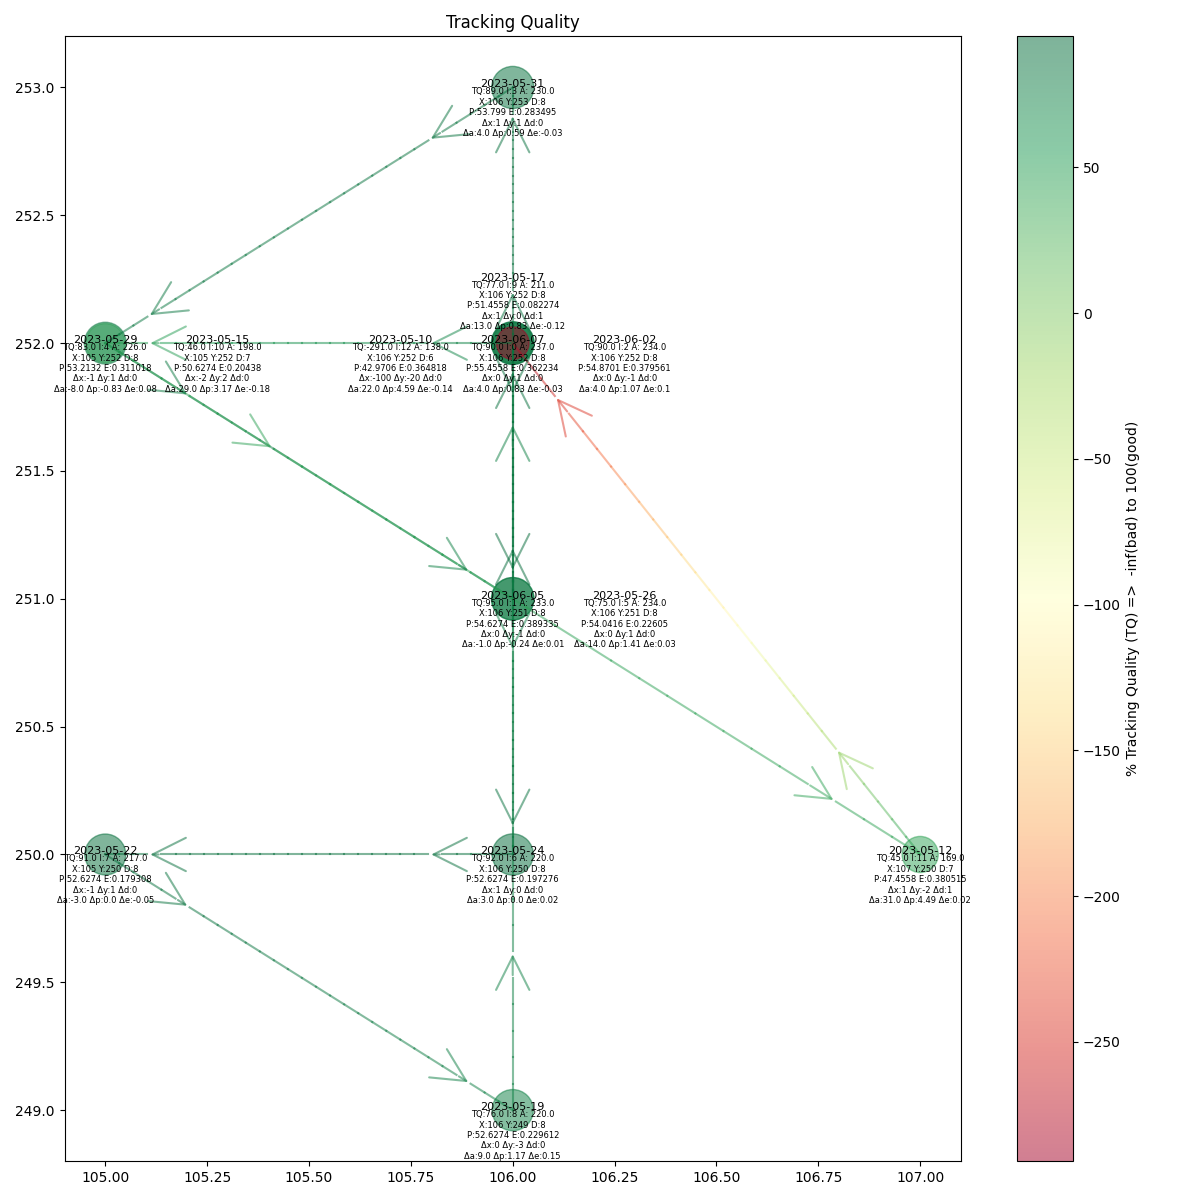 Tracking Quality
253.0
252.5
252.0
251.5
251.0
250.5
250.0
249.5
249.0
2023-05-31
TQ:89.0 I:3 A: 230.0
X:106 Y:253 D:8
P:53.799 E:0.283495
Δx:1 Δy:1 Δd:0
Δa:4.0 Δp:0.59 Δe:-0.03
2023-05-17
TQ:77.0 I:9 A: 211.0
X:106 Y:252 D:8
P:51.4558 E:0.082274
Δx:1 Δy:0 Δd:1
Δa:13.0 Δp:0.83 Δe:-0.12
2023-05-29
TQ:83.0 I:4 A: 226.0
X:105 Y:252 D:8
P:53.2132 E:0.311018
Δx:-1 Δy:1 Δd:0
Δa:-8.0 Δp:-0.83 Δe:0.08
2023-05-15
TQ:46.0 I:10 A: 198.0
X:105 Y:252 D:7
P:50.6274 E:0.20438
Δx:-2 Δy:2 Δd:0
Δa:29.0 Δp:3.17 Δe:-0.18
2023-05-10
TQ:-291.0 I:12 A: 138.0
X:106 Y:252 D:6
P:42.9706 E:0.364818
Δx:-100 Δy:-20 Δd:0
Δa:22.0 Δp:4.59 Δe:-0.14
2023-06-07
X:106 Y:252 D:8
P:55.4558 E:0.362234
Δx:0 Δy:1 Δd:0
Δa:4.0 Δp:0.83 Δe:-0.03
2023-06-02
TQ:90.0 I:2 A: 234.0
X:106 Y:252 D:8
P:54.8701 E:0.379561
Δx:0 Δy:-1 Δd:0
Δa:4.0 Δp:1.07 Δe:0.1
2023-06-05
TQ:95.0 I:1 A: 233.0
X:106 Y:251 D:8
P:54.6274 E:0.389335
Δx:0 Δy:-1 Δd:0
Δa:-1.0 Δp:-0.24 Δe:0.01
2023-05-26
TQ:75.0 I:5 A: 234.0
X:106 Y:251 D:8
P:54.0416 E:0.22605
Δx:0 Δy:1 Δd:0
Δa:14.0 Δp:1.41 Δe:0.03
2023-05-22
TQ:91.0 I:7 A: 217.0
X:105 Y:250 D:8
P:52.6274 E:0.179308
Δx:-1 Δy:1 Δd:0
Δa:-3.0 Δp:0.0 Δe:-0.05
2023-05-24
TQ:92.0 I:6 A: 220.0
X:106 Y:250 D:8
P:52.6274 E:0.197276
Δx:1 Δy:0 Δd:0
Δa:3.0 Δp:0.0 Δe:0.02
2023-05-12
TQ:45.0 I:11 A: 169.0
X:107 Y:250 D:7
P:47.4558 E:0.380515
Δx:1 Δy:-2 Δd:1
Δa:31.0 Δp:4.49 Δe:0.02
2023-05-19
TQ:76.0 I:8 A: 220.0
X:106 Y:249 D:8
P:52.6274 E:0.229612
Δx:0 Δy:-3 Δd:0
Δa:9.0 Δp:1.17 Δe:0.15
105.00
105.25
105.50
105.75
106.00
106.25
106.50
106.75
107.00
50
0
−50
−100
−150
−200
−250
% Tracking Quality (TQ) => -inf(bad) to 100(good)